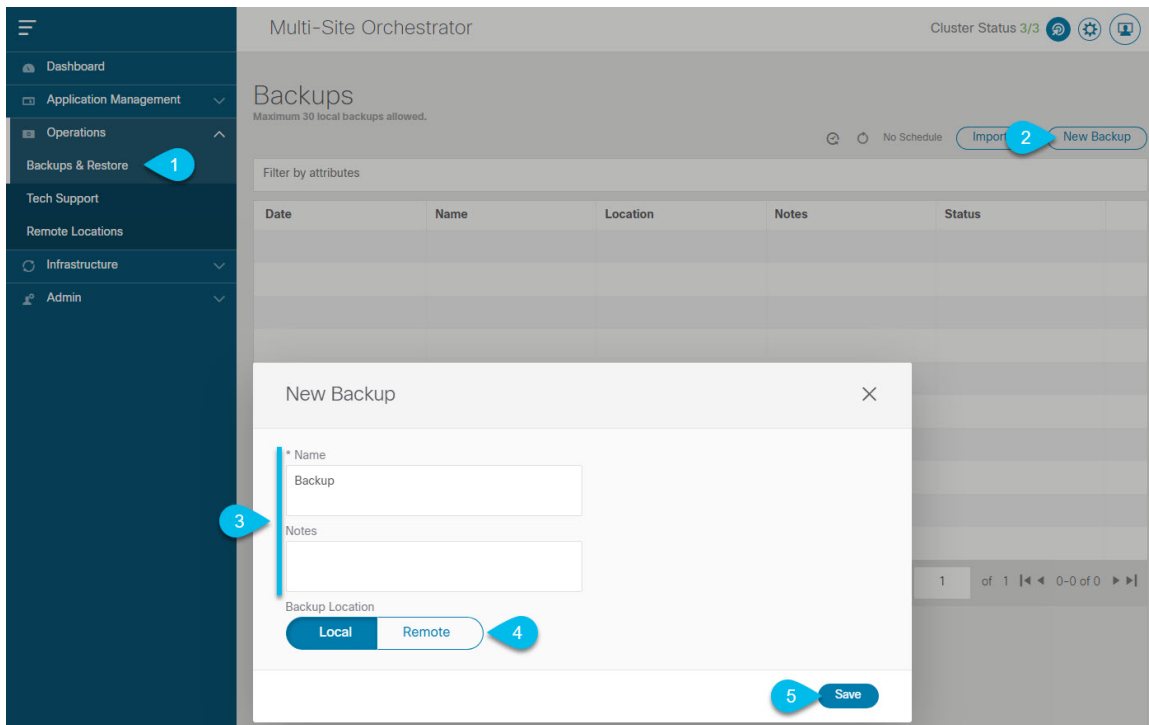 Multi-Site Orchestrator
Cluster Status 3/3
Dashboard
Application Management
Operations
Backups & Restore
1
Tech Support
Remote Locations
Infrastructure
Admin
Backups
Maximum 30 local backups allowed.
No Schedule
Import
2
New Backup
Filter by attributes
Date Name Location Notes Status
New Backup
* Name
Backup
3
Notes
Backup Location
Local Remote
4
1 of 1 0-0 of 0
5
Save